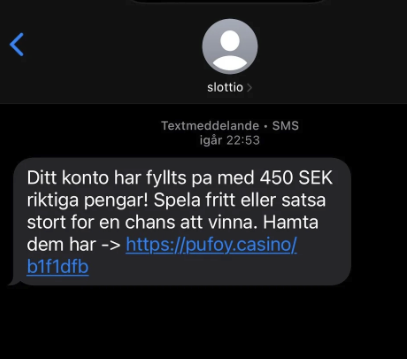 slottio
Textmeddelande • SMS
igår 22:53
Ditt konto har fyllts pa med 450 SEK
riktiga pengar! Spela fritt eller satsa
stort for en chans att vinna. Hamta
dem har -> https://pufoy.casino/
b1f1dfb